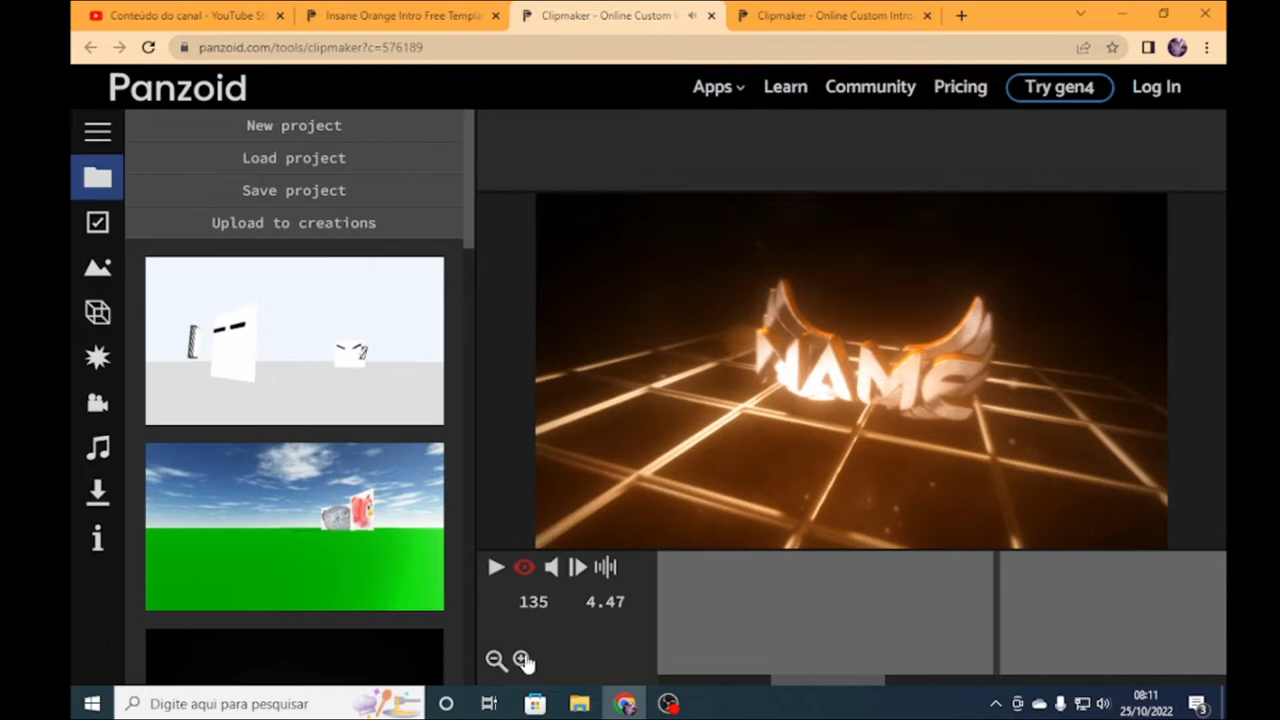 Conteúdo do canal - YouTube St
Insane Orange Intro Free Templa
Clipmaker - Online Custom I
Clipmaker - Online Custom Intro
panzoid.com/tools/clipmaker?c=576189
Panzoid
Apps
Learn
Community
Pricing
Try gen4
Log In
New project
Load project
Save project
Upload to creations
NAME
135
4.47
Digite aqui para pesquisar
08:11
25/10/2022
3